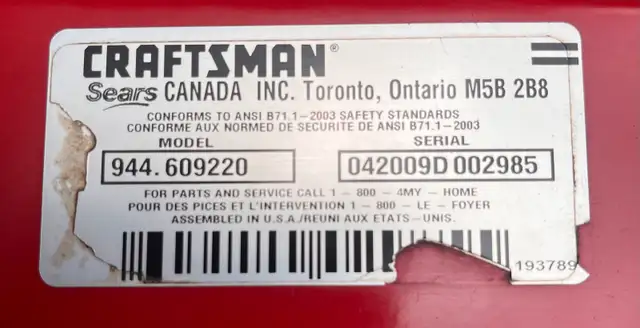 CRAFTSMAN®
Sears CANADA INC. Toronto, Ontario M5B 2B8
CONFORMS TO ANSI B71.1-2003 SAFETY STANDARDS
CONFORME AUX NORMED DE SECURITE DE ANSI B71.1-2003
MODEL SERIAL
944.609220 042009D 002985
FOR PARTS AND SERVICE CALL 1 - 800 - 4MY - HOME
POUR DES PICES ET L'INTERVENTION 1 - 800 - LE - FOYER
ASSEMBLED IN U.S.A./REUNI AUX ETATS - UNIS.
193789